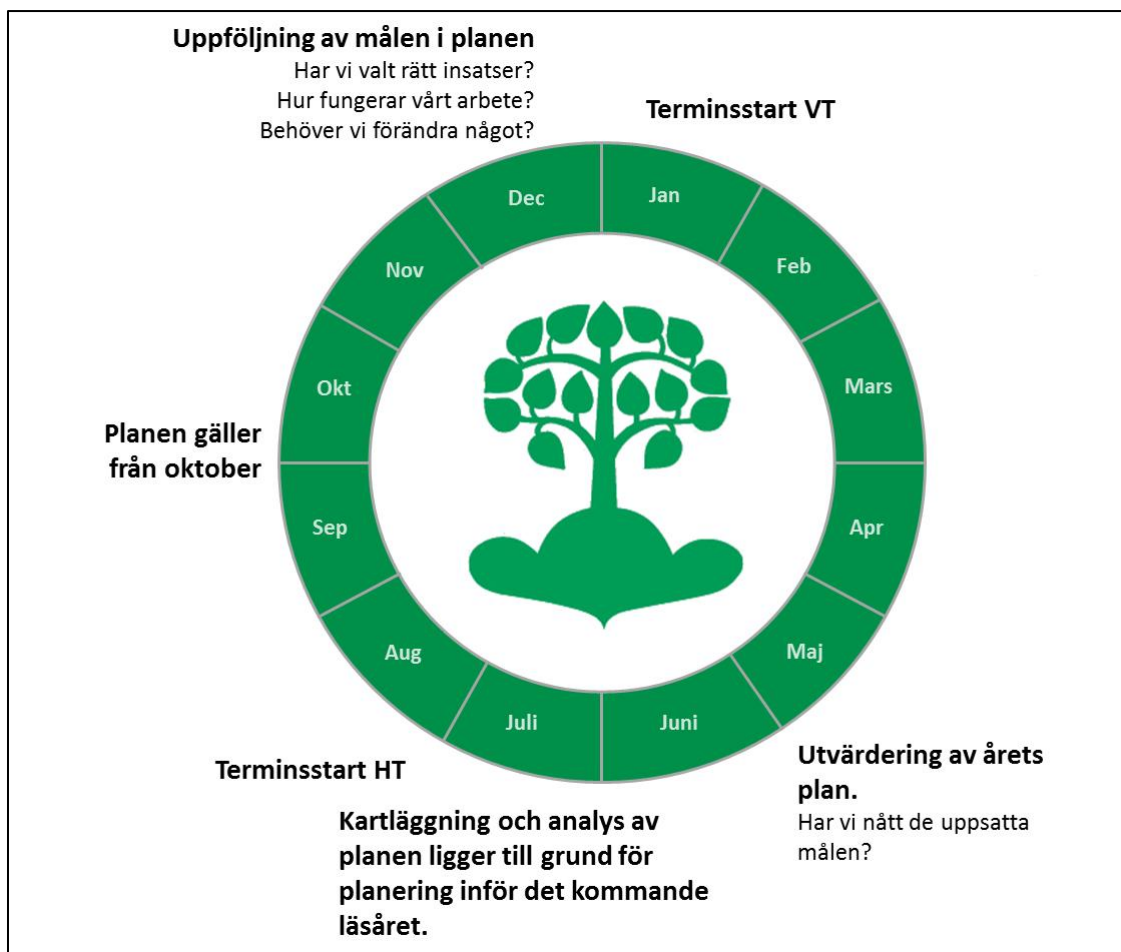 Uppföljning av målen i planen
Har vi valt rätt insatser?
Hur fungerar vårt arbete?
Behöver vi förändra något?
Terminsstart VT
Dec
Jan
Nov
Feb
Okt
Mars
Planen gäller
från oktober
Sep
Apr
Aug
Maj
Juli
Juni
Terminsstart HT
Utvärdering av årets
plan.
Har vi nått de uppsatta
målen?
Kartläggning och analys av
planen ligger till grund för
planering inför det kommande
läsåret.